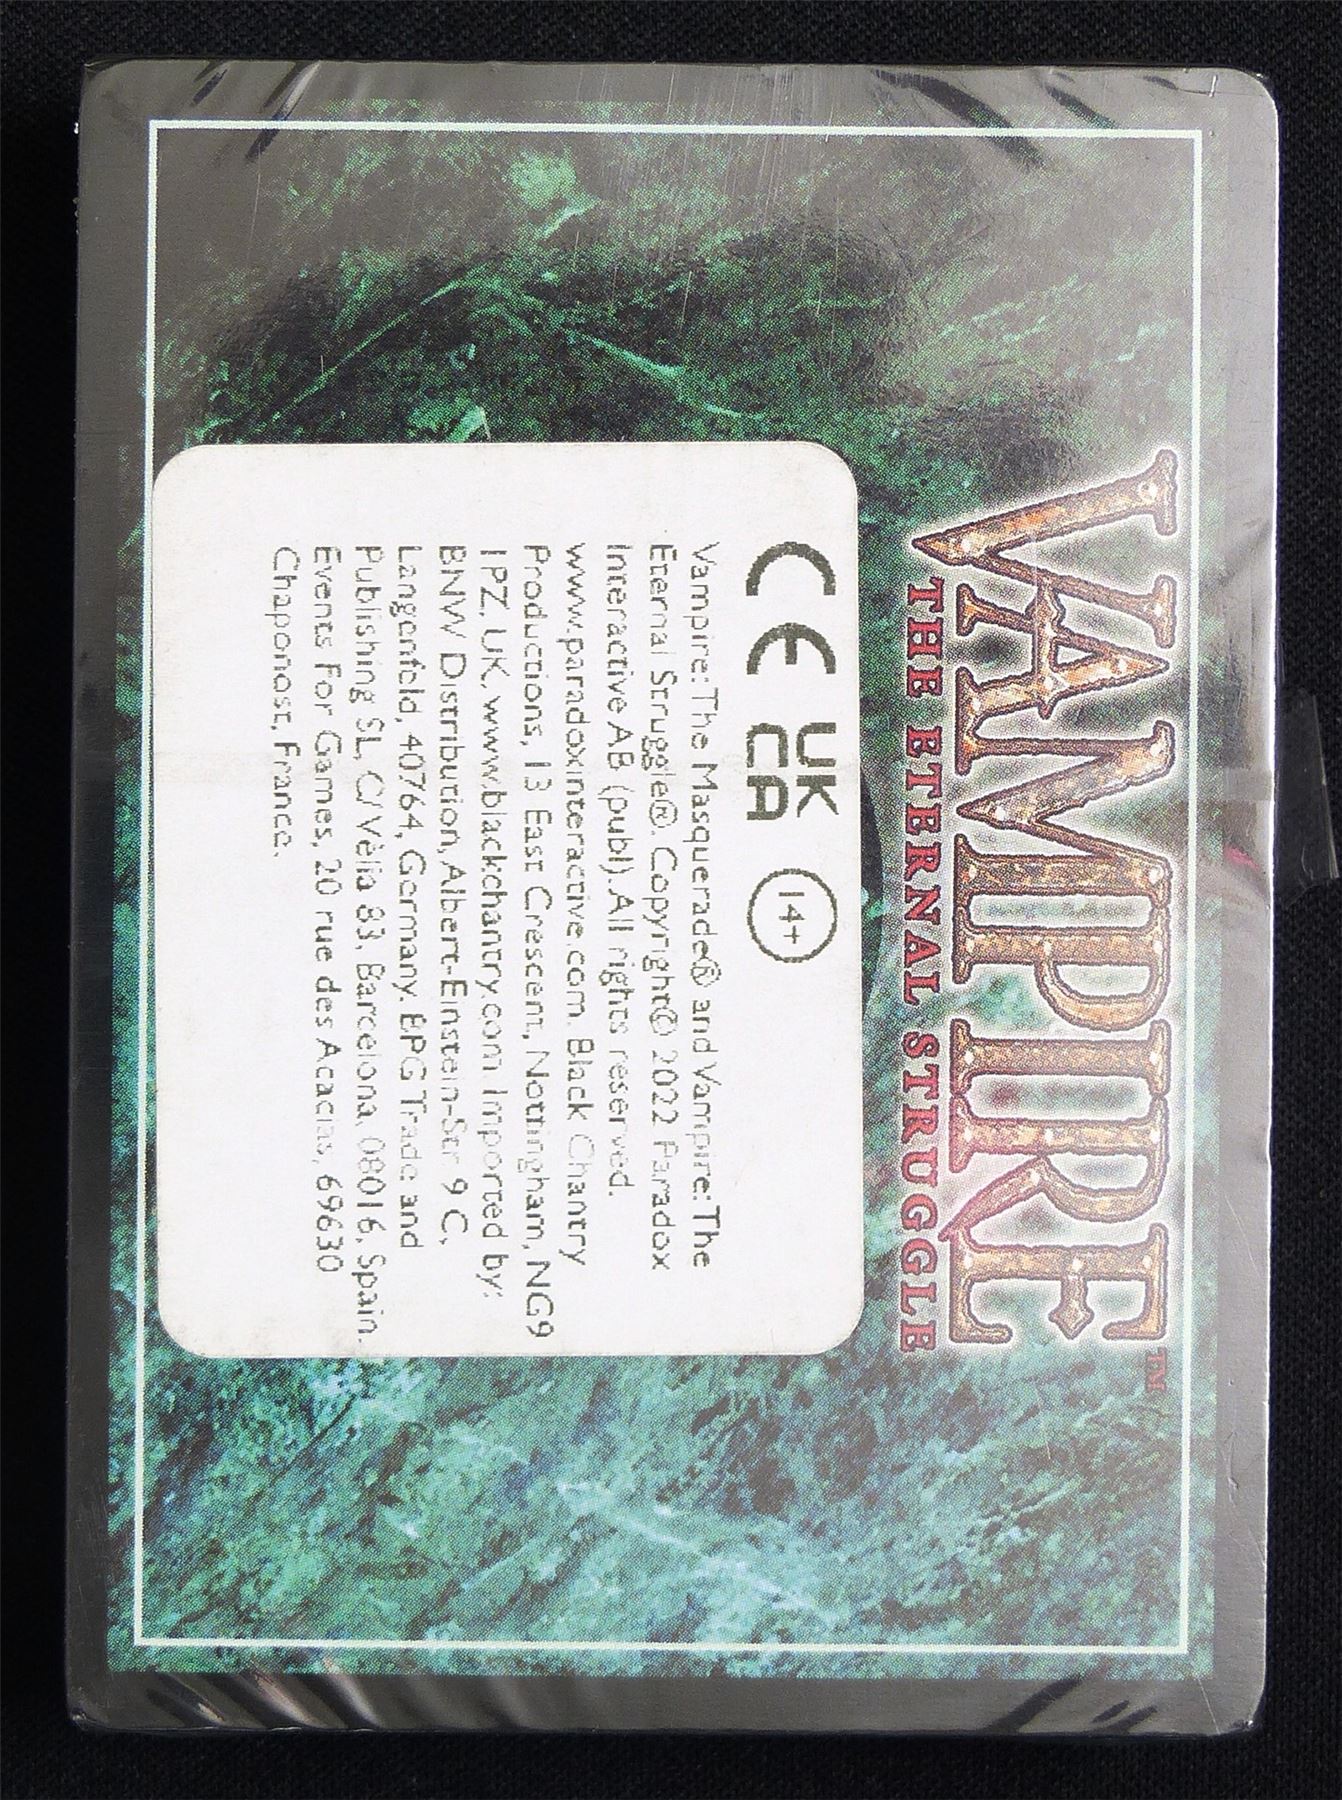 VAMPIRE™
THE ETERNAL STRUGGLE
CE UK CA 14+
Vampire: The Masquerade® and Vampire: The
Eternal Struggle®. Copyright© 2022 Paradox
Interactive AB (publ). All rights reserved.
www.paradoxinteractive.com. Black Chantry
Productions, 13 East Crescent, Nottingham, NG9
1PZ, UK, www.blackchantry.com Imported by:
BNW Distribution, Albert-Einstein-Str 9 C,
Langenfeld, 40764, Germany. BPG Trade and
Publishing SL, C/ Vèlia 83, Barcelona, 08016, Spain.
Events For Games, 20 rue des Acacias, 69630
Chaponost, France.